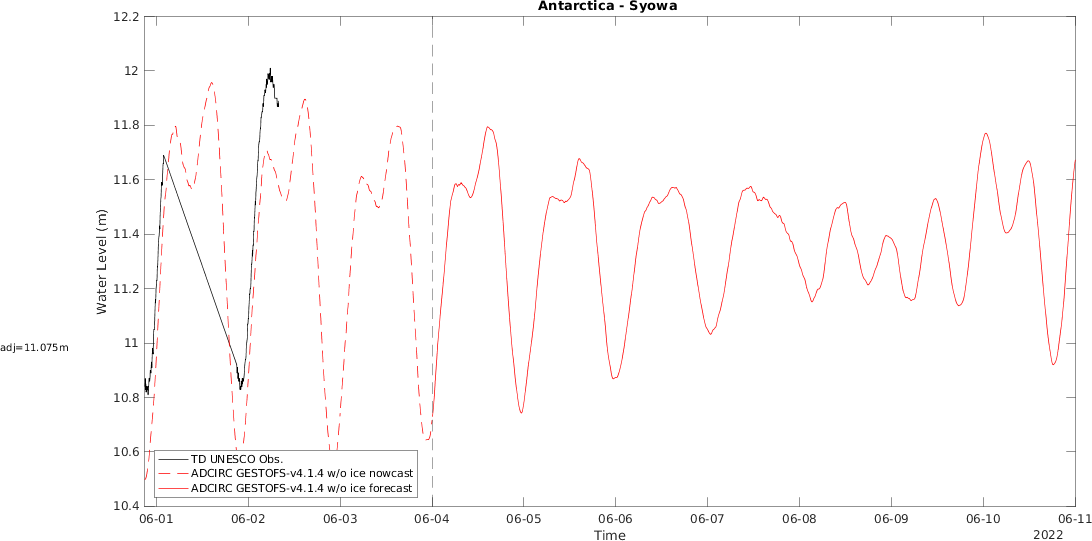 Antarctica - Syowa
12.2
12
11.8
11.6
11.4
11.2
11
10.8
10.6
10.4
Water Level (m)
adj=11.075m
TD UNESCO Obs.
ADCIRC GESTOFS-v4.1.4 w/o ice nowcast
ADCIRC GESTOFS-v4.1.4 w/o ice forecast
06-01 06-02 06-03 06-04 06-05 06-06 06-07 06-08 06-09 06-10 06-11
Time
2022